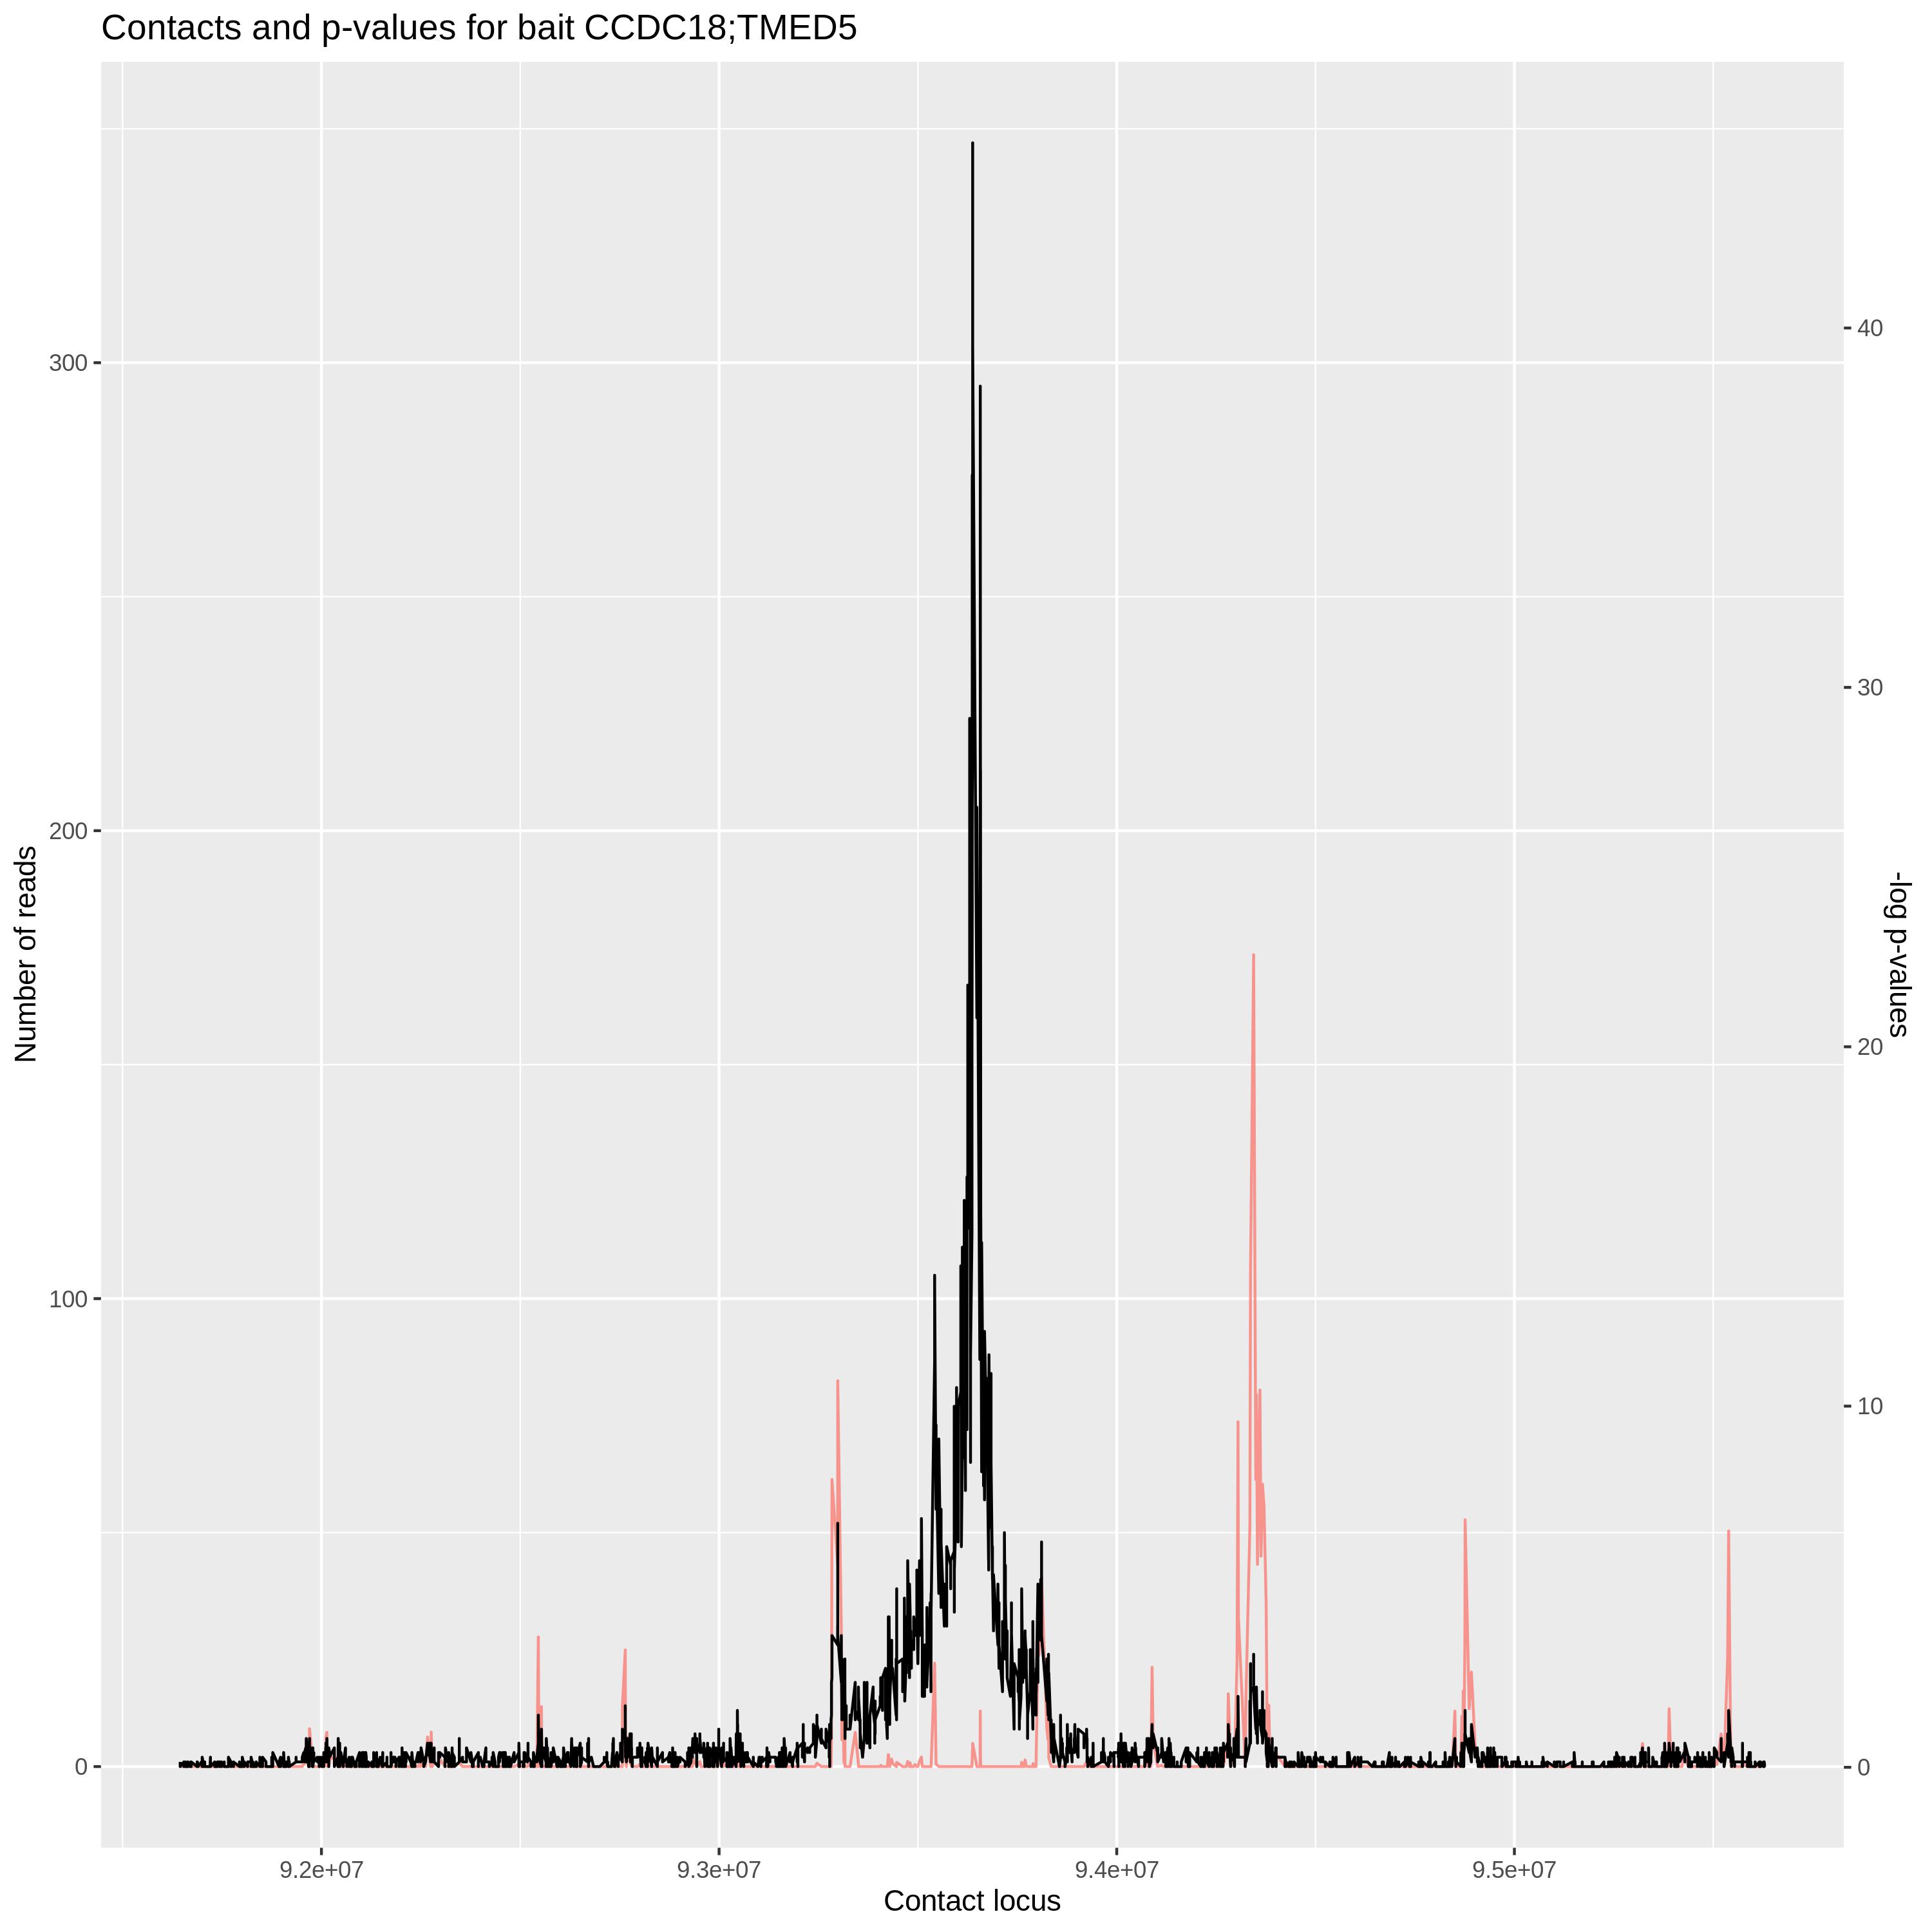 Contacts and p-values for bait CCDC18;TMED5
300
200
100
0
Number of reads
40
30
20
10
0
-log p-values
9.2e+07
9.3e+07
9.4e+07
9.5e+07
Contact locus